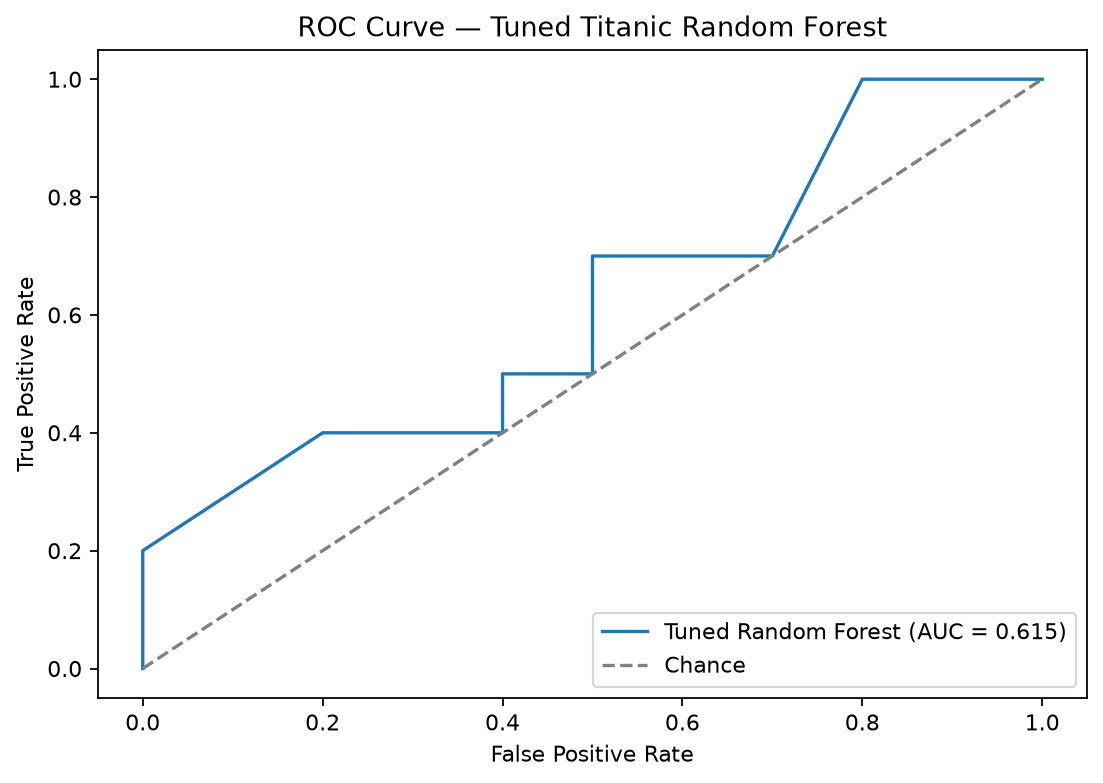 ROC Curve — Tuned Titanic Random Forest
True Positive Rate
1.0
0.8
0.6
0.4
0.2
0.0
0.0 0.2 0.4 0.6 0.8 1.0
False Positive Rate
Tuned Random Forest (AUC = 0.615)
Chance